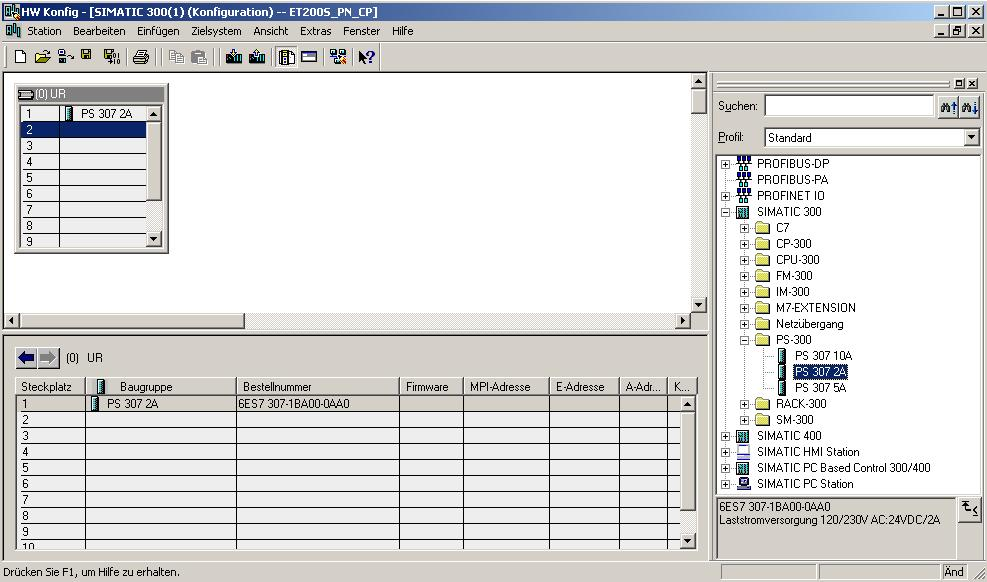 HW Konfig - [SIMATIC 300(1) (Konfiguration) -- ET200S_PN_CP]
Station Bearbeiten Einfügen Zielsystem Ansicht Extras Fenster Hilfe
(0) UR
1 PS 307 2A
2
3
4
5
6
7
8
9
Suchen:
Profil: Standard
PROFIBUS-DP
PROFIBUS-PA
PROFINET IO
SIMATIC 300
C7
CP-300
CPU-300
FM-300
IM-300
M7-EXTENSION
Netzübergang
PS-300
PS 307 10A
PS 307 2A
PS 307 5A
RACK-300
SM-300
SIMATIC 400
SIMATIC HMI Station
SIMATIC PC Based Control 300/400
SIMATIC PC Station
6ES7 307-1BA00-0AA0
Laststromversorgung 120/230V AC:24VDC/2A
(0) UR
Steckplatz Baugruppe Bestellnummer Firmware MPI-Adresse E-Adresse A-Adr... K...
1 PS 307 2A 6ES7 307-1BA00-0AA0
2
3
4
5
6
7
8
9
10
Drücken Sie F1, um Hilfe zu erhalten.
Änd